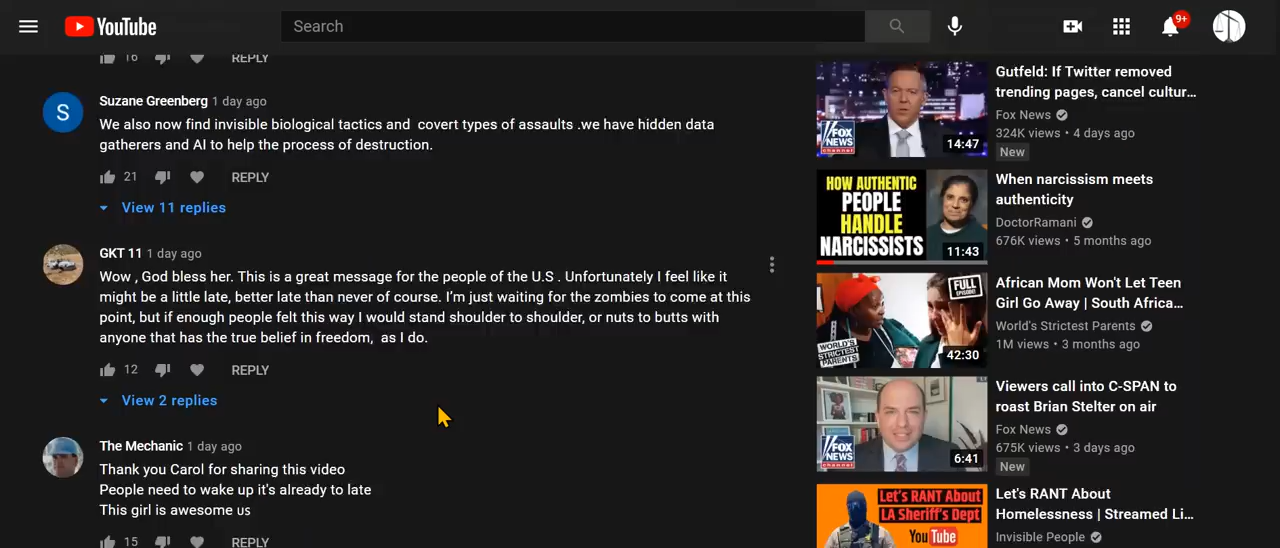 YouTube
Search
9+
16
REPLY
Suzane Greenberg 1 day ago
We also now find invisible biological tactics and covert types of assaults .we have hidden data
gatherers and AI to help the process of destruction.
21
REPLY
View 11 replies
GKT 11 1 day ago
Wow , God bless her. This is a great message for the people of the U.S . Unfortunately I feel like it
might be a little late, better late than never of course. I'm just waiting for the zombies to come at this
point, but if enough people felt this way I would stand shoulder to shoulder, or nuts to butts with
anyone that has the true belief in freedom, as I do.
12
REPLY
View 2 replies
The Mechanic 1 day ago
Thank you Carol for sharing this video
People need to wake up it's already to late
This girl is awesome us
15
REPLY
FOX
NEWS
channel
14:47
Gutfeld: If Twitter removed
trending pages, cancel cultur...
Fox News
324K views • 4 days ago
New
HOW AUTHENTIC
PEOPLE
HANDLE
NARCISSISTS
11:43
When narcissism meets
authenticity
DoctorRamani
676K views • 5 months ago
FULL
EPISODE!
WORLD'S
STRICTEST
PARENTS
42:30
African Mom Won't Let Teen
Girl Go Away | South Africa...
World's Strictest Parents
1M views • 3 months ago
FOX
NEWS
channel
6:41
Viewers call into C-SPAN to
roast Brian Stelter on air
Fox News
675K views • 3 days ago
New
Let's RANT About
LA Sheriff's Dept
YouTube
Let's RANT About
Homelessness | Streamed Li...
Invisible People